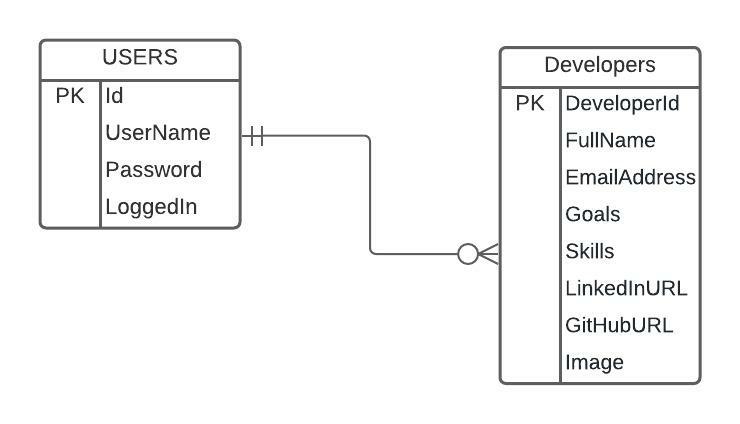 USERS
PK Id
UserName
Password
LoggedIn
Developers
PK DeveloperId
FullName
EmailAddress
Goals
Skills
LinkedInURL
GitHubURL
Image